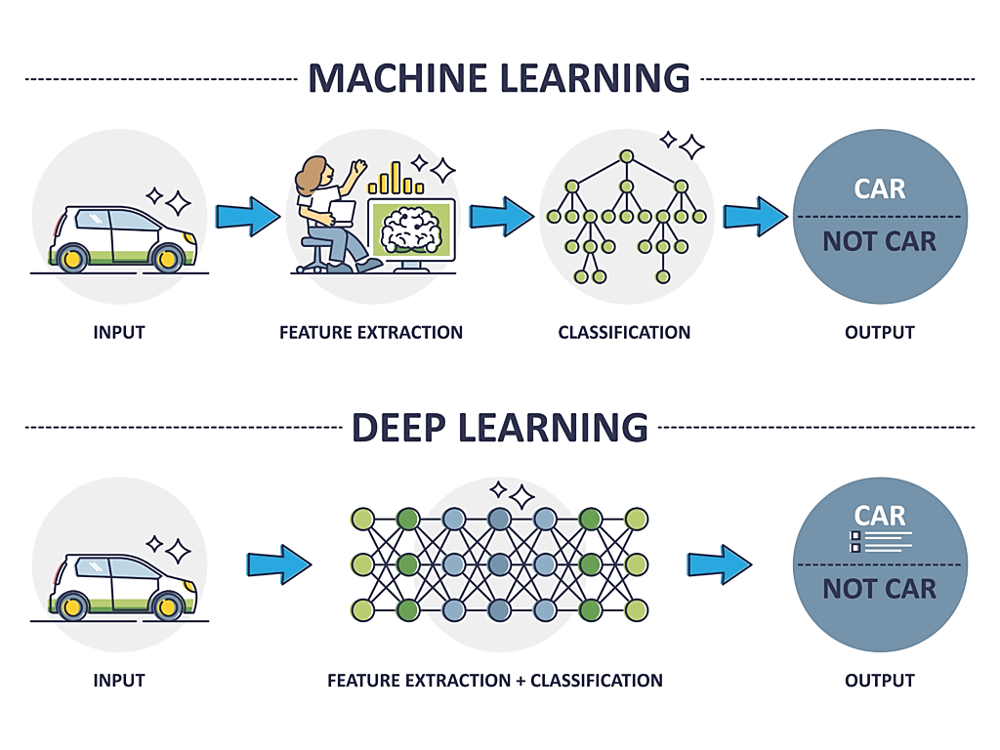 MACHINE LEARNING
CAR
NOT CAR
INPUT
FEATURE EXTRACTION
CLASSIFICATION
OUTPUT
DEEP LEARNING
CAR
NOT CAR
INPUT
FEATURE EXTRACTION + CLASSIFICATION
OUTPUT